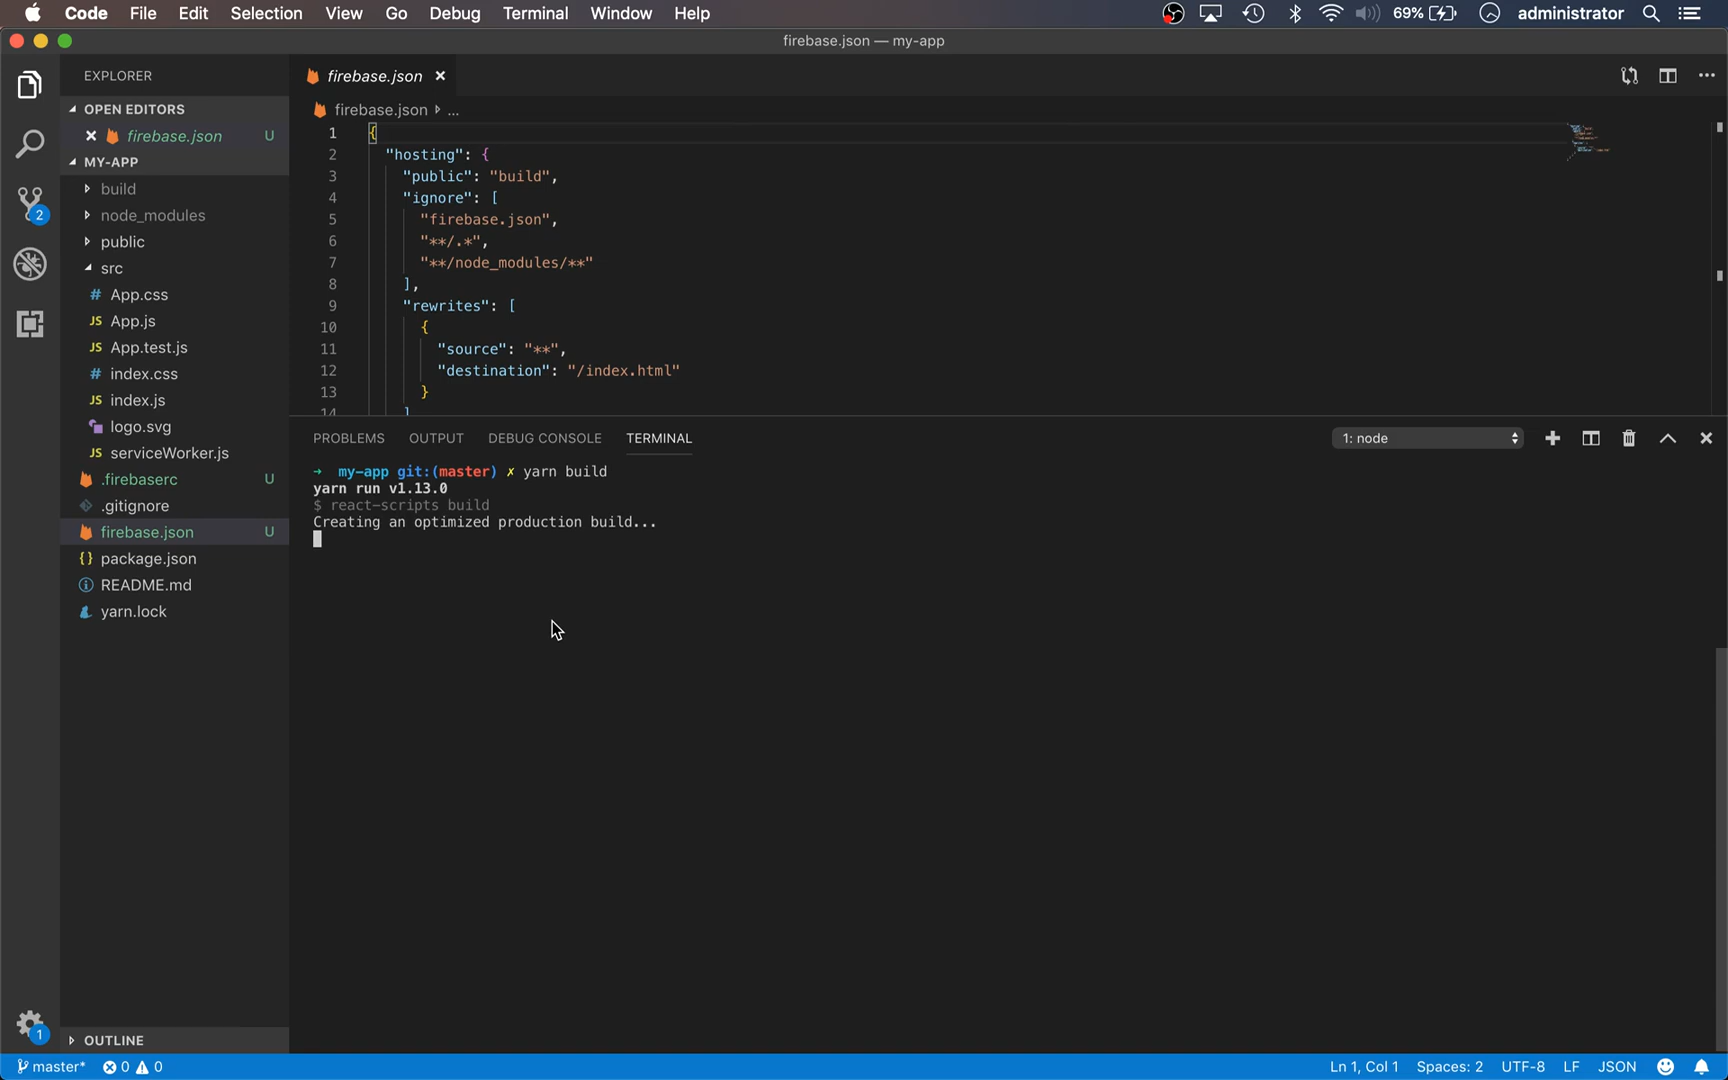 Code File Edit Selection View Go Debug Terminal Window Help 69% administrator
firebase.json — my-app
EXPLORER
OPEN EDITORS
firebase.json U
MY-APP
build
node_modules
public
src
# App.css
JS App.js
JS App.test.js
# index.css
JS index.js
logo.svg
JS serviceWorker.js
.firebaserc U
.gitignore
firebase.json U
{} package.json
README.md
yarn.lock
OUTLINE
2
1
firebase.json
firebase.json ...
1 {
2 "hosting": {
3 "public": "build",
4 "ignore": [
5 "firebase.json",
6 "**/.*",
7 "**/node_modules/**"
8 ],
9 "rewrites": [
10 {
11 "source": "**",
12 "destination": "/index.html"
13 }
14 ]
PROBLEMS OUTPUT DEBUG CONSOLE TERMINAL 1: node
→ my-app git:(master) ✗ yarn build
yarn run v1.13.0
$ react-scripts build
Creating an optimized production build...
master* 0 0 Ln 1, Col 1 Spaces: 2 UTF-8 LF JSON